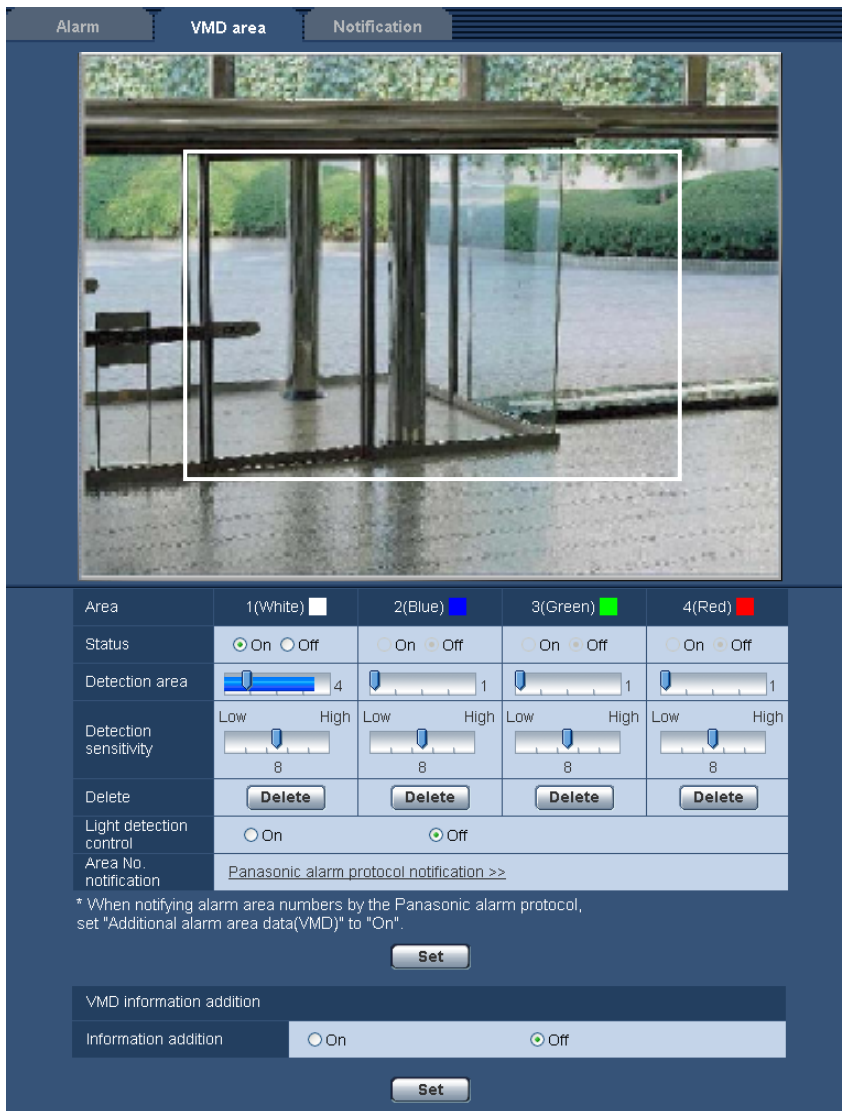 Alarm VMD area Notification
Area 1(White) 2(Blue) 3(Green) 4(Red)
Status On Off On Off On Off On Off
Detection area 4 1 1 1
Detection sensitivity Low High Low High Low High Low High
8 8 8 8
Delete Delete Delete Delete Delete
Light detection control On Off
Area No. notification Panasonic alarm protocol notification >>
* When notifying alarm area numbers by the Panasonic alarm protocol,
set "Additional alarm area data(VMD)" to "On".
Set
VMD information addition
Information addition On Off
Set